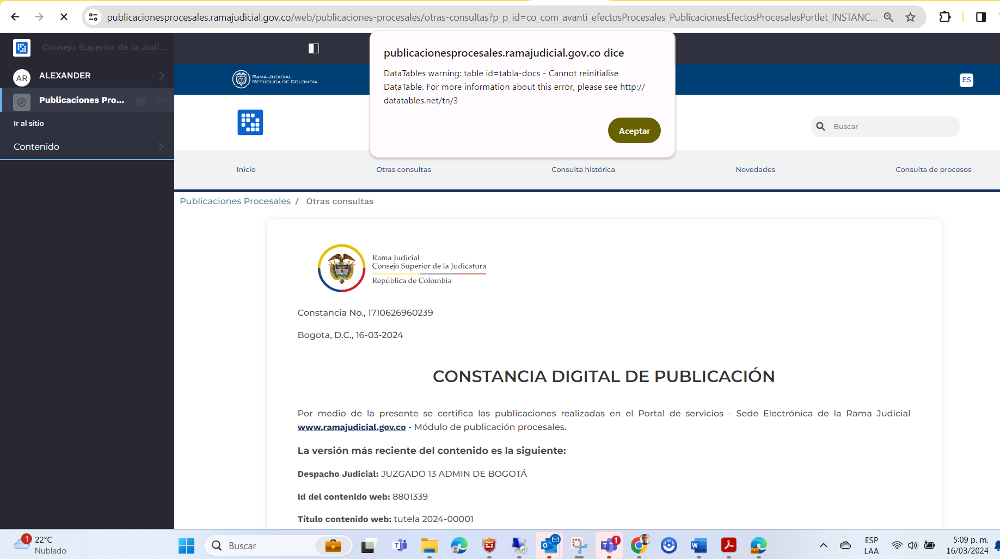 publicacionesprocesales.ramajudicial.gov.co/web/publicaciones-procesales/otras-consultas?p_p_id=co_com_avanti_efectosProcesales_PublicacionesEfectosProcesalesPortlet_INSTANC...
Consejo Superior de la Judi...
AR
ALEXANDER
Publicaciones Pro...
Ir al sitio
Contenido
publicacionesprocesales.ramajudicial.gov.co dice
DataTables warning: table id=tabla-docs - Cannot reinitialise
DataTable. For more information about this error, please see http://
datatables.net/tn/3
Aceptar
RAMA JUDICIAL
REPÚBLICA DE COLOMBIA
ES
Buscar
Inicio
Otras consultas
Consulta histórica
Novedades
Consulta de procesos
Publicaciones Procesales / Otras consultas
Rama Judicial
Consejo Superior de la Judicatura
República de Colombia
Constancia No., 1710626960239
Bogota, D.C., 16-03-2024
CONSTANCIA DIGITAL DE PUBLICACIÓN
Por medio de la presente se certifica las publicaciones realizadas en el Portal de servicios - Sede Electrónica de la Rama Judicial
www.ramajudicial.gov.co - Módulo de publicación procesales.
La versión más reciente del contenido es la siguiente:
Despacho Judicial: JUZGADO 13 ADMIN DE BOGOTÁ
Id del contenido web: 8801339
Título contenido web: tutela 2024-00001
1
22°C
Nublado
Buscar
1
ESP
LAA
5:09 p. m.
16/03/2024